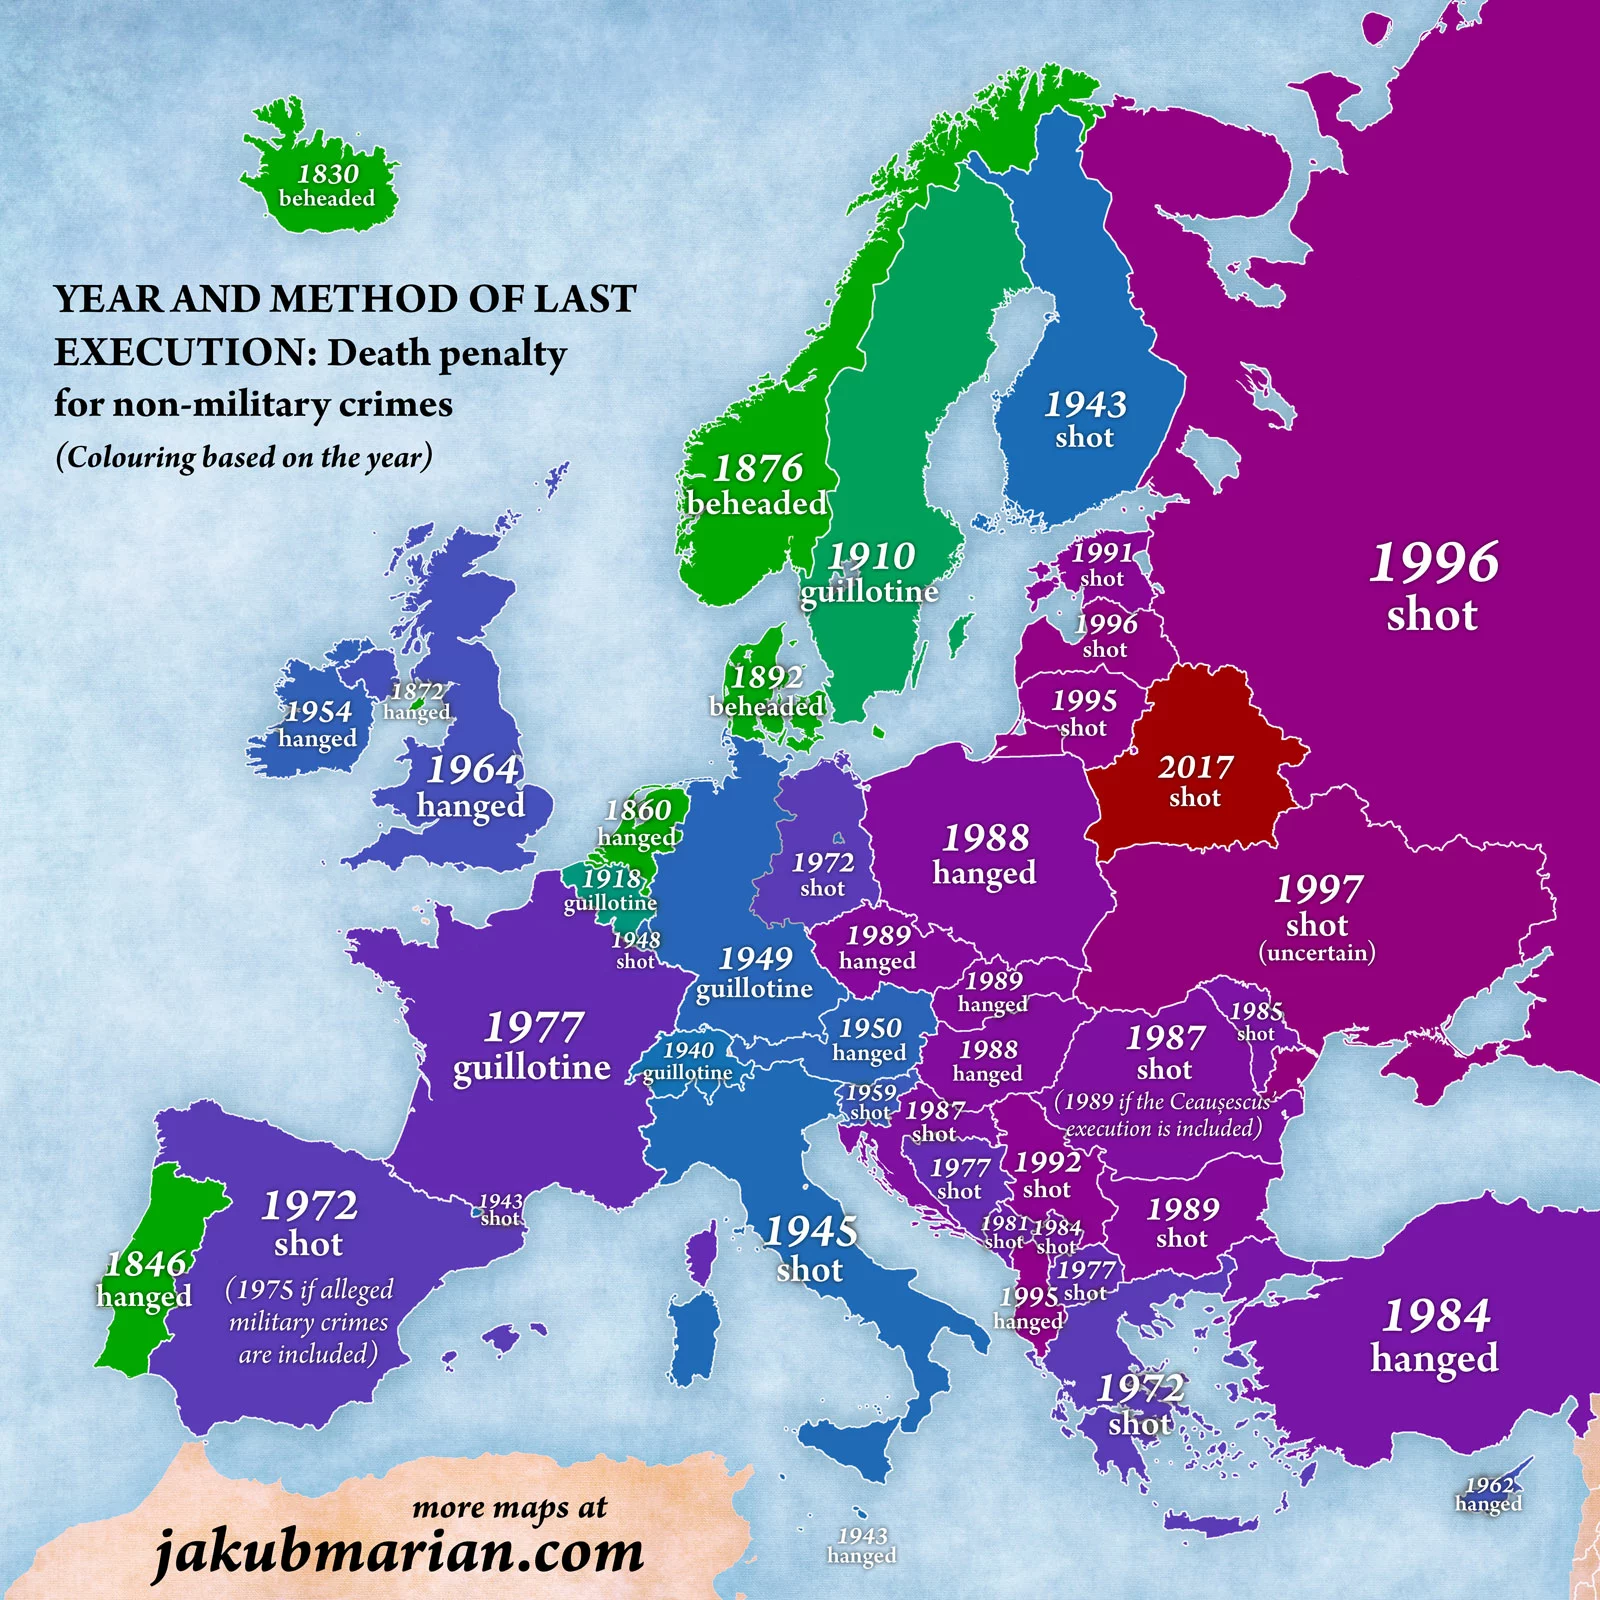 1830
beheaded
YEAR AND METHOD OF LAST
EXECUTION: Death penalty
for non-military crimes
(Colouring based on the year)
1943
shot
1876
beheaded
1910
guillotine
1991
shot
1996
shot
1996
shot
1892
beheaded
1872
hanged
1954
hanged
1995
shot
1964
hanged
2017
shot
1860
hanged
1988
hanged
1972
shot
1918
guillotine
1997
shot
(uncertain)
1948
shot
1989
hanged
1949
guillotine
1989
hanged
1985
shot
1977
guillotine
1950
hanged
1940
guillotine
1988
hanged
1987
shot
(1989 if the Ceaușescus'
execution is included)
1959
shot
1987
shot
1977
shot
1992
shot
1972
shot
(1975 if alleged
military crimes
are included)
1943
shot
1989
shot
1945
shot
1981
shot
1984
shot
1846
hanged
1977
shot
1995
hanged
1984
hanged
1972
shot
1962
hanged
1943
hanged
more maps at
jakubmarian.com